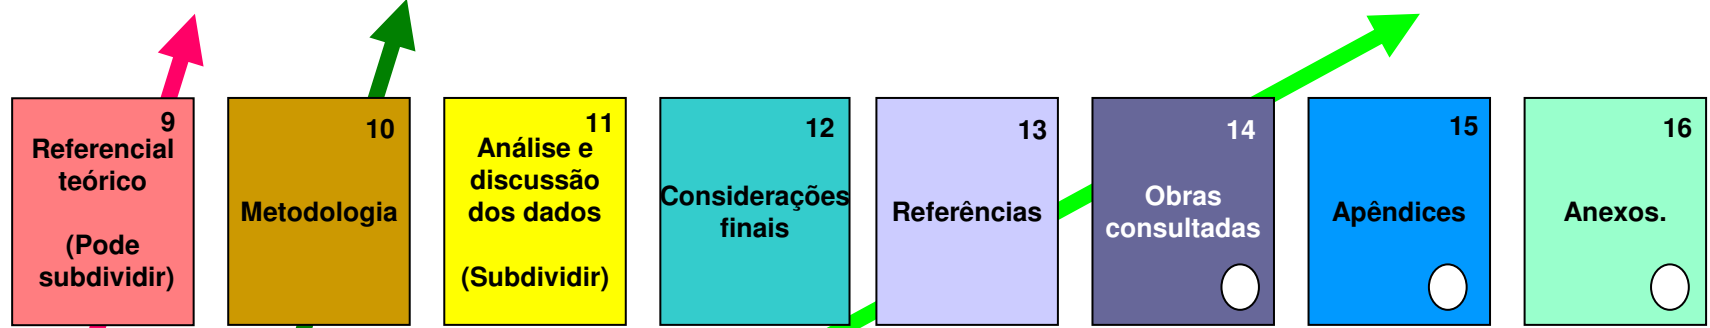 9
Referencial
teórico
(Pode
subdividir)
10
Metodologia
11
Análise e
discussão
dos dados
(Subdividir)
12
Considerações
finais
13
Referências
14
Obras
consultadas
15
Apêndices
16
Anexos.